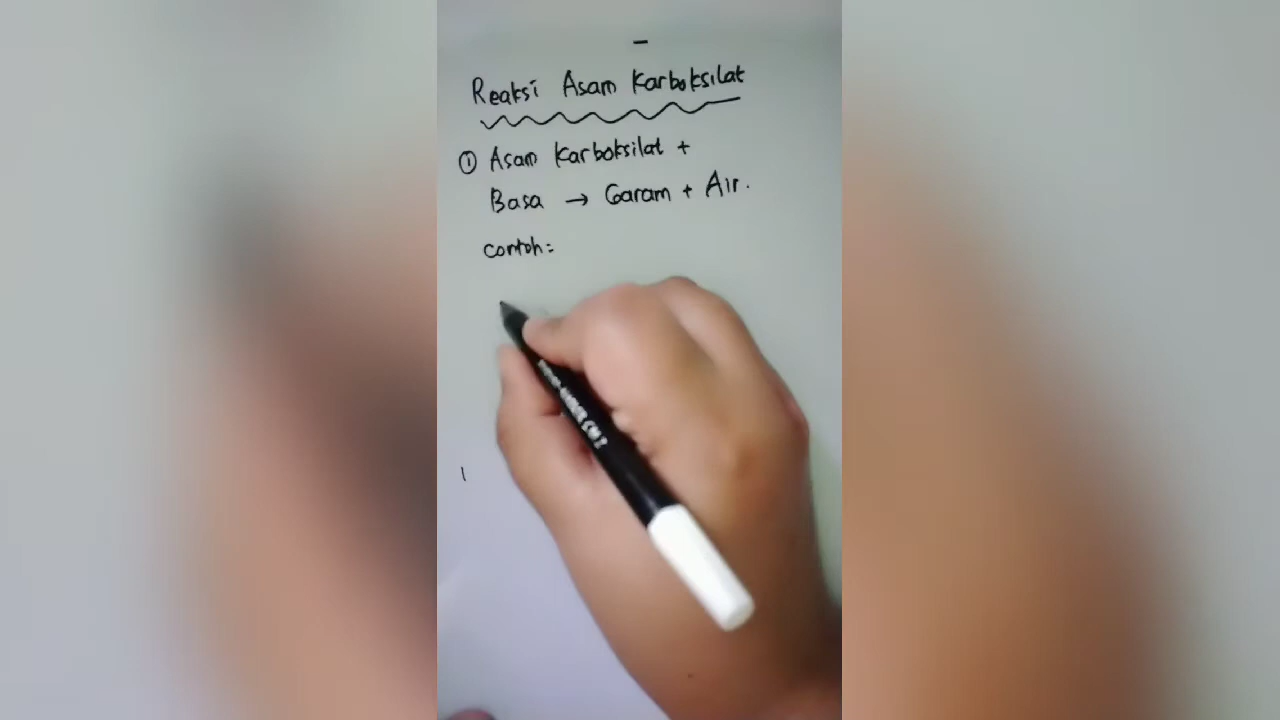 Reaksi Asam Karboksilat
① Asam Karboksilat +
Basa → Garam + Air.
Contoh: